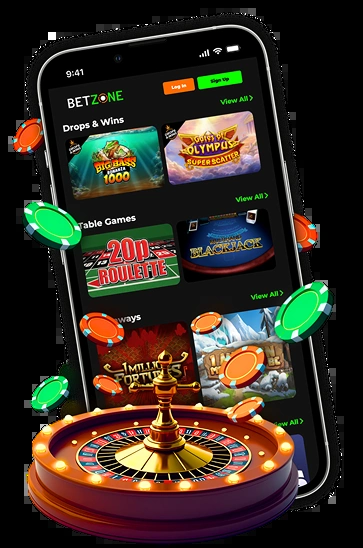 9:41
BETZONE
Log In
Sign Up
View All >
Drops & Wins
BIG BASS
BONANZA
1000
Gates of
OLYMPUS
SUPER SCATTER
View All >
Table Games
20p
ROULETTE
BLACKJACK
View All >
ways
1 MILLION
FORTUNES
View All >